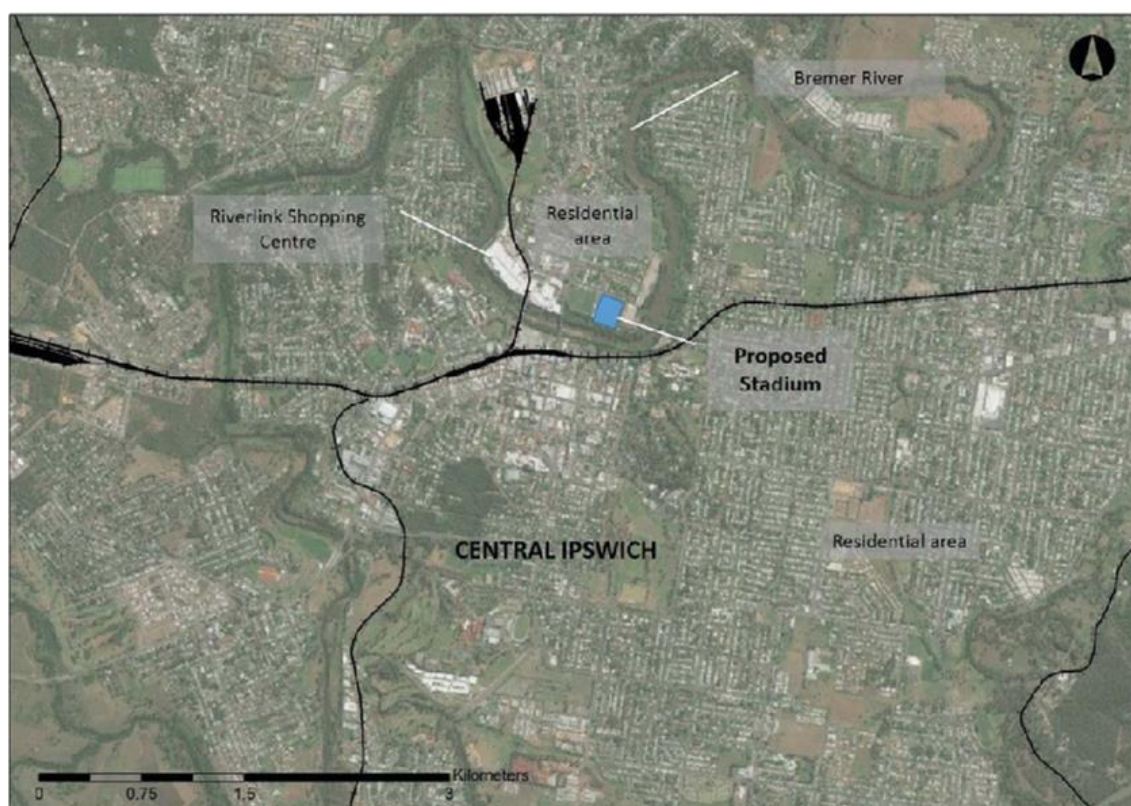 Bremer River
Riverlink Shopping
Centre
Residential
area
Proposed
Stadium
Residential area
CENTRAL IPSWICH
Kilometers
0 0.75 1.5 3